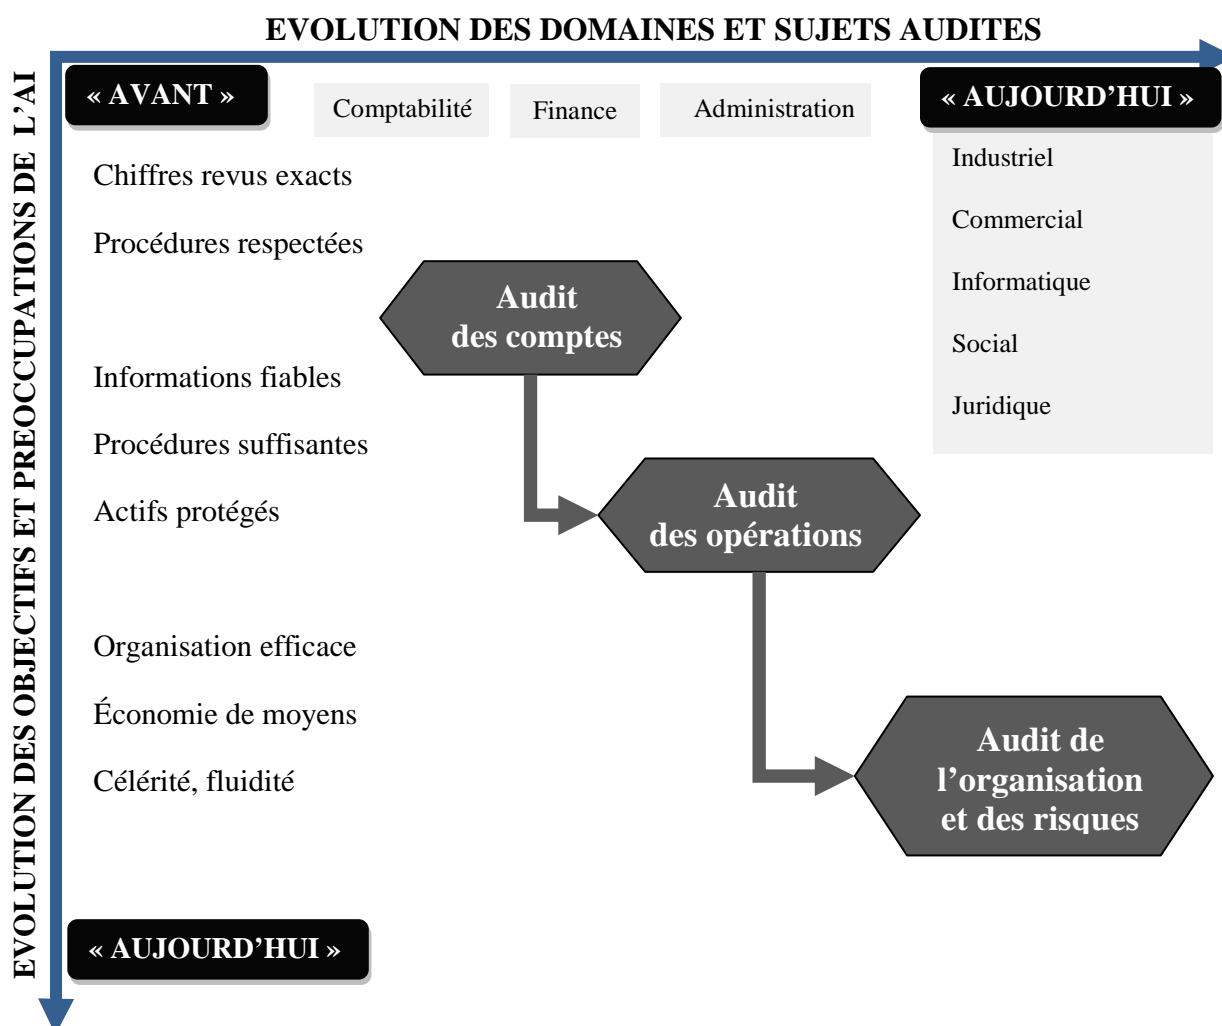 EVOLUTION DES DOMAINES ET SUJETS AUDITES
EVOLUTION DES OBJECTIFS ET PREOCCUPATIONS DE L’AI
« AVANT »
Comptabilité
Finance
Administration
« AUJOURD’HUI »
Chiffres revus exacts
Procédures respectées
Industriel
Commercial
Informatique
Social
Juridique
Audit
des comptes
Informations fiables
Procédures suffisantes
Actifs protégés
Audit
des opérations
Organisation efficace
Économie de moyens
Célérité, fluidité
Audit de
l’organisation
et des risques
« AUJOURD’HUI »